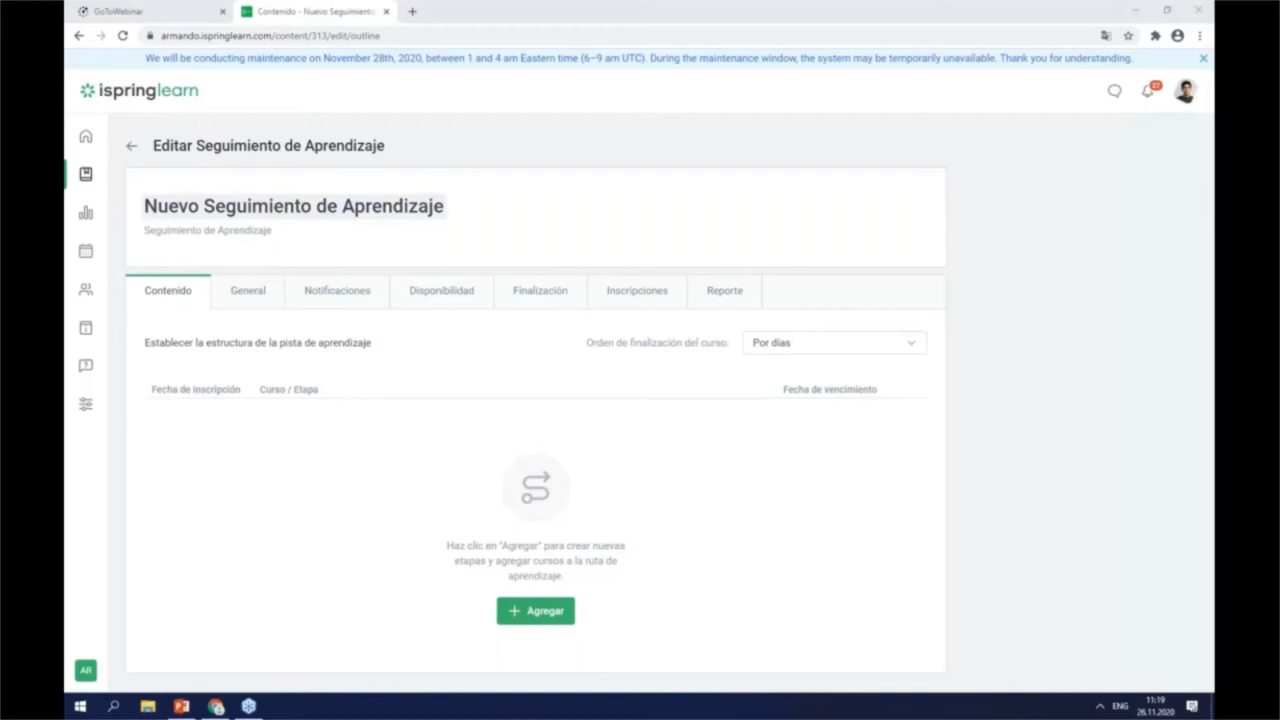 GoToWebinar
Contenido - Nuevo Seguimiento
armando.ispringlearn.com/content/313/edit/outline
We will be conducting maintenance on November 28th, 2020, between 1 and 4 am Eastern time (6–9 am UTC). During the maintenance window, the system may be temporarily unavailable. Thank you for understanding.
ispringlearn
27
Editar Seguimiento de Aprendizaje
Nuevo Seguimiento de Aprendizaje
Seguimiento de Aprendizaje
Contenido General Notificaciones Disponibilidad Finalización Inscripciones Reporte
Establecer la estructura de la pista de aprendizaje Orden de finalización del curso: Por días
Fecha de Inscripción Curso / Etapa Fecha de vencimiento
Haz clic en "Agregar" para crear nuevas
etapas y agregar cursos a la ruta de
aprendizaje.
+ Agregar
AR
ENG
11:19
26.11.2020